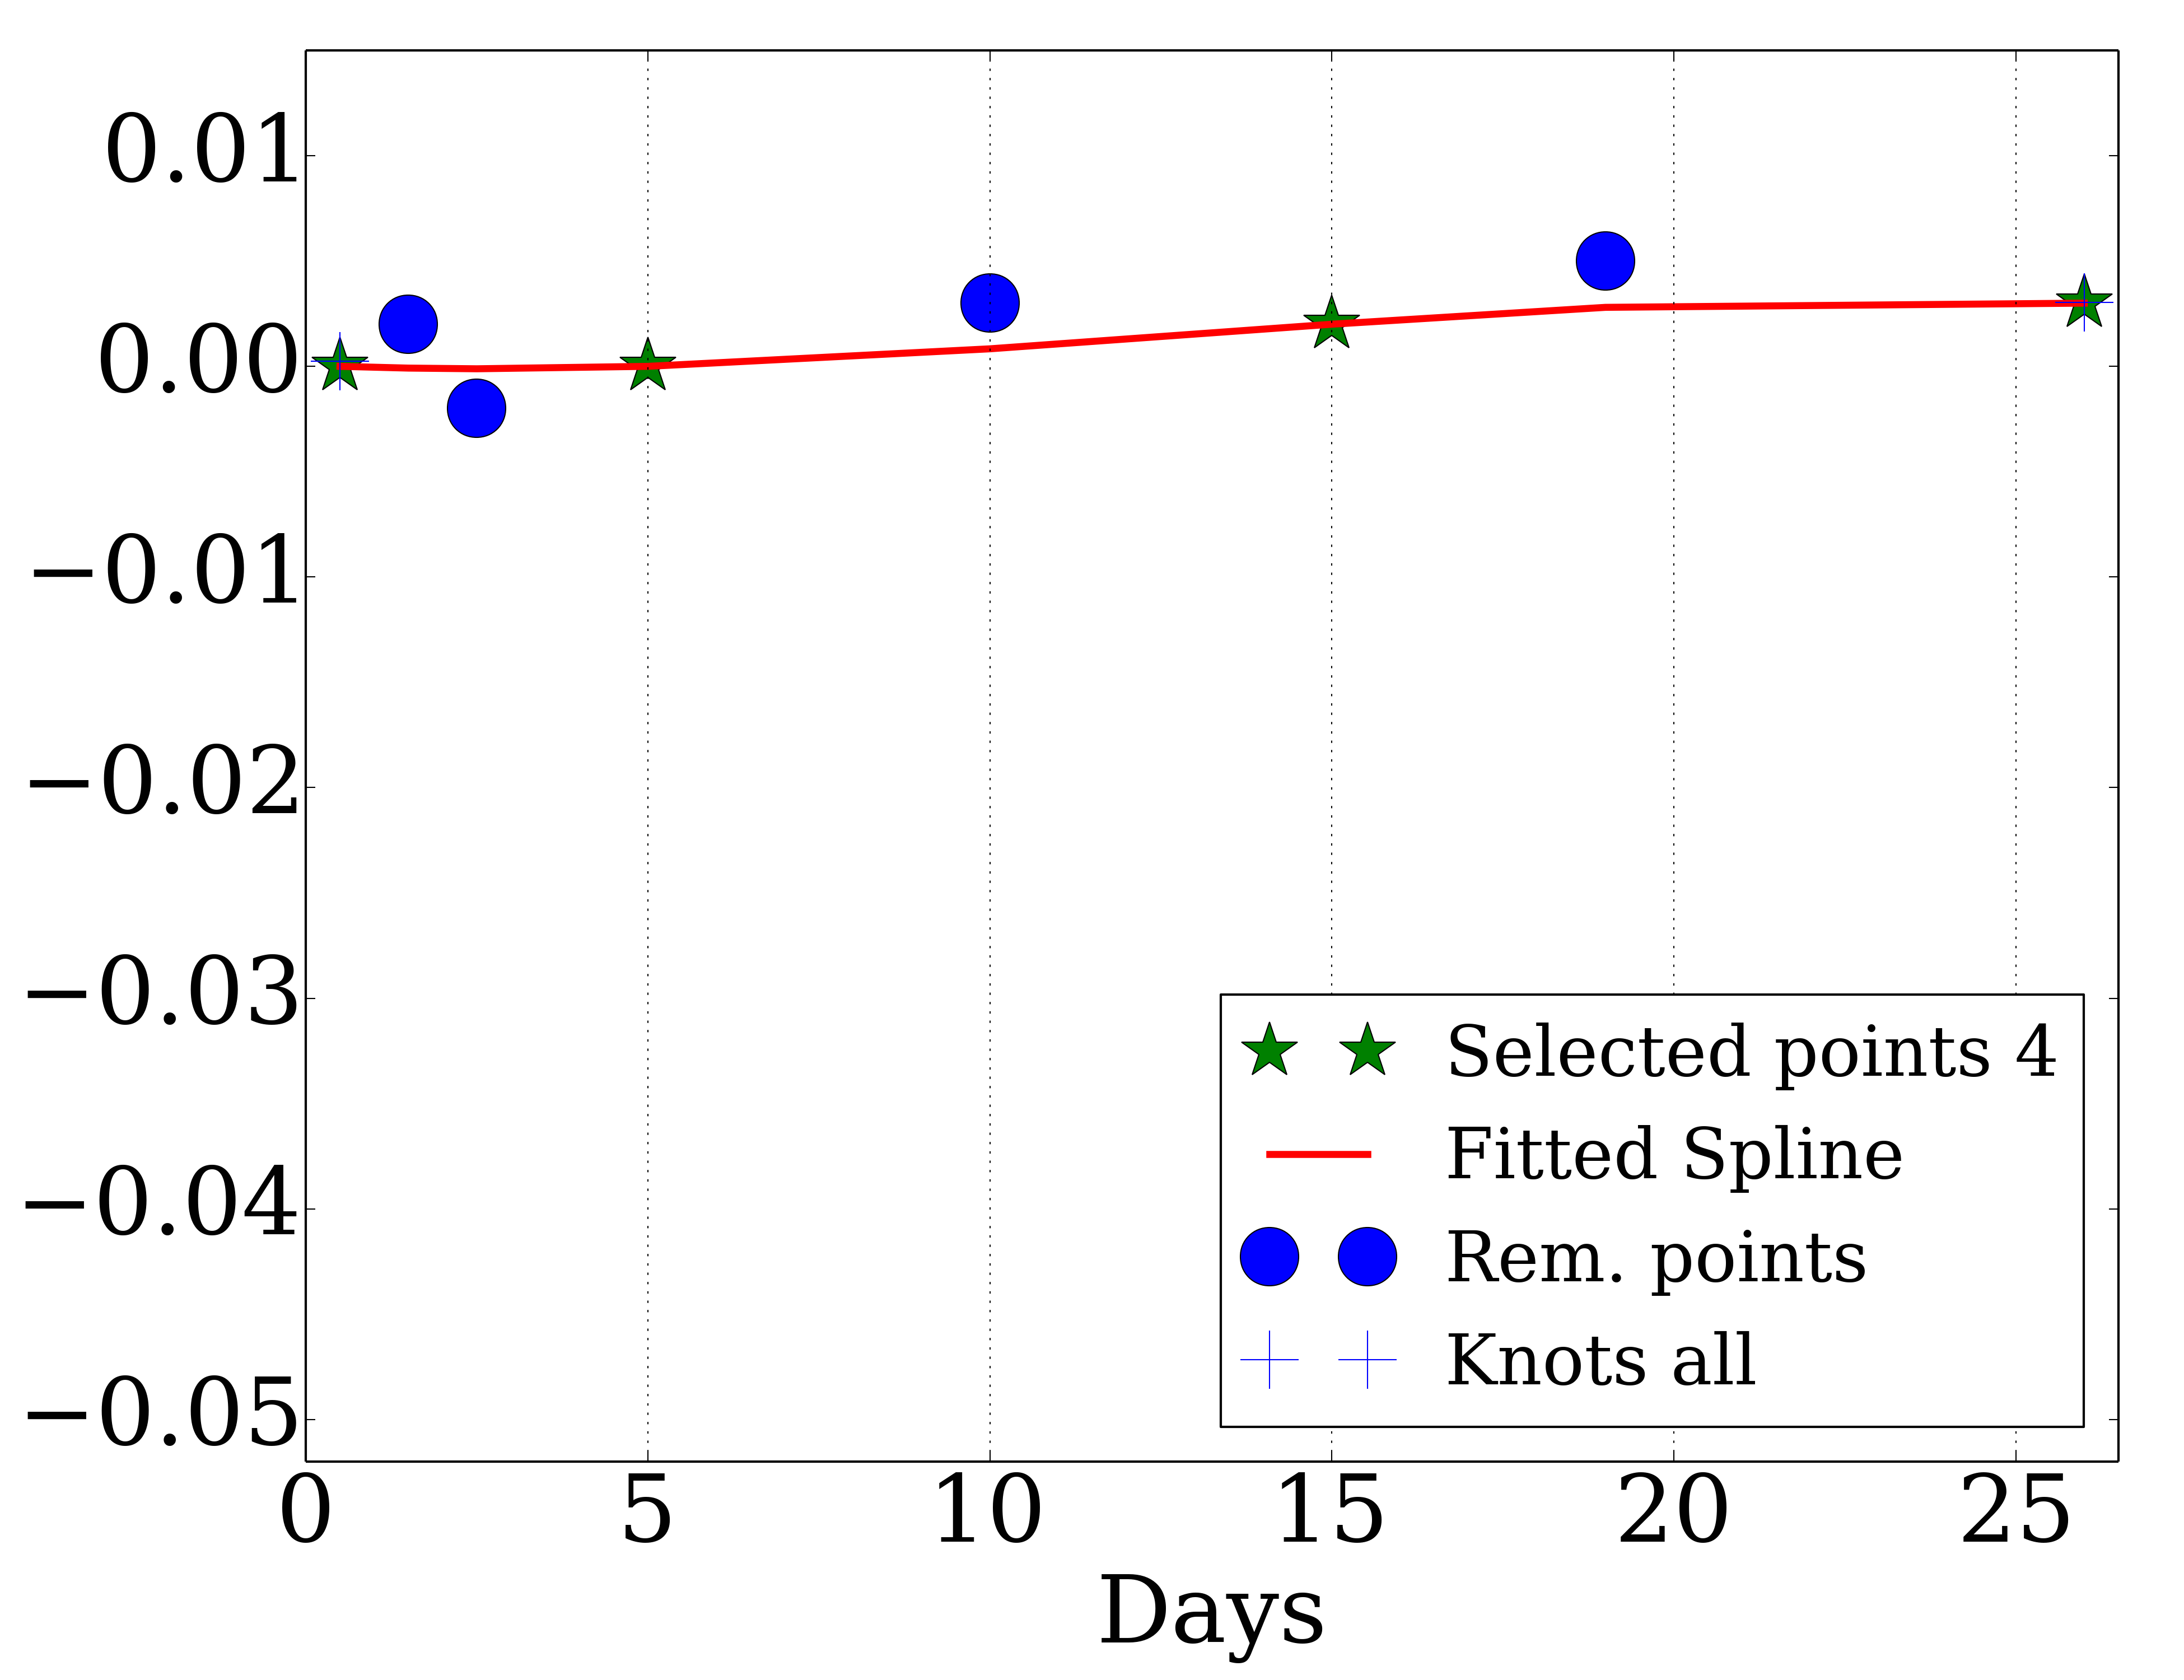 0.01
0.00
−0.01
−0.02
−0.03
−0.04
−0.05
0 5 10 15 20 25
Days
Selected points 4
Fitted Spline
Rem. points
Knots all